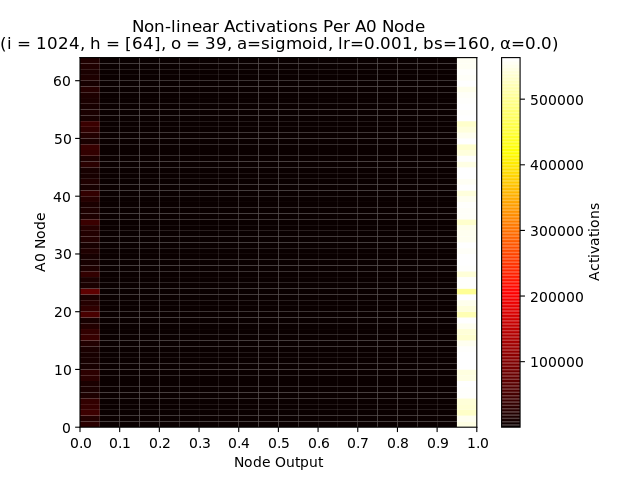 Non-linear Activations Per A0 Node
(i = 1024, h = [64], o = 39, a=sigmoid, lr=0.001, bs=160, α=0.0)
A0 Node
60
50
40
30
20
10
0
0.0 0.1 0.2 0.3 0.4 0.5 0.6 0.7 0.8 0.9 1.0
Node Output
500000
400000
300000
200000
100000
Activations